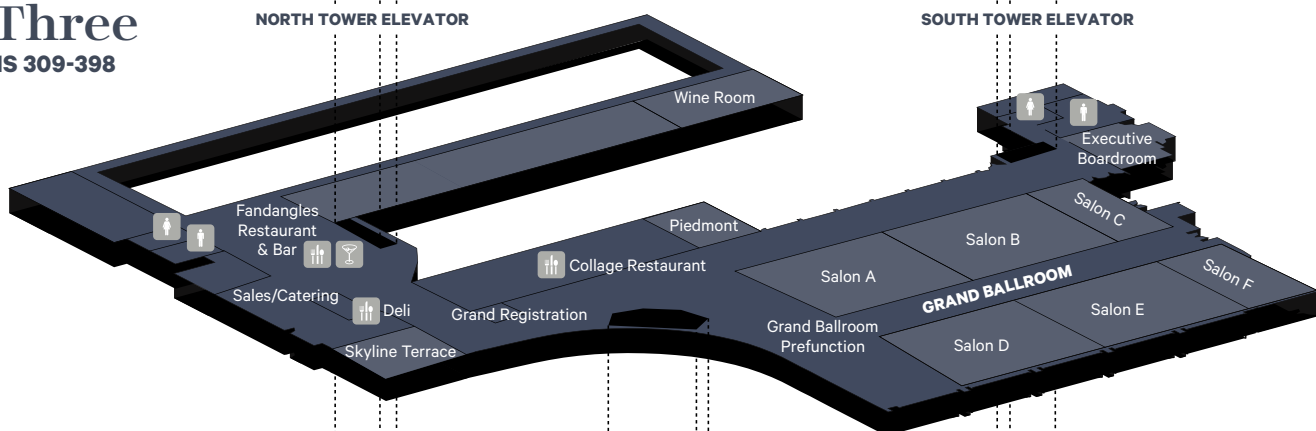 Three
309-398
NORTH TOWER ELEVATOR
SOUTH TOWER ELEVATOR
Wine Room
Executive
Boardroom
Fandangles
Restaurant
& Bar
Piedmont
Salon C
Salon B
Collage Restaurant
Salon A
GRAND BALLROOM
Salon F
Sales/Catering
Deli
Grand Registration
Salon E
Grand Ballroom
Prefunction
Skyline Terrace
Salon D